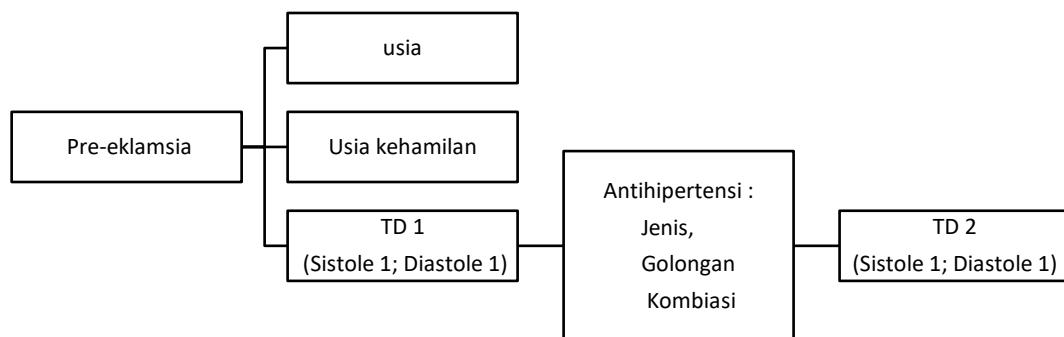 usia
Pre-eklamsia
Usia kehamilan
TD 1
(Sistole 1; Diastole 1)
Antihipertensi :
Jenis,
Golongan
Kombiasi
TD 2
(Sistole 1; Diastole 1)